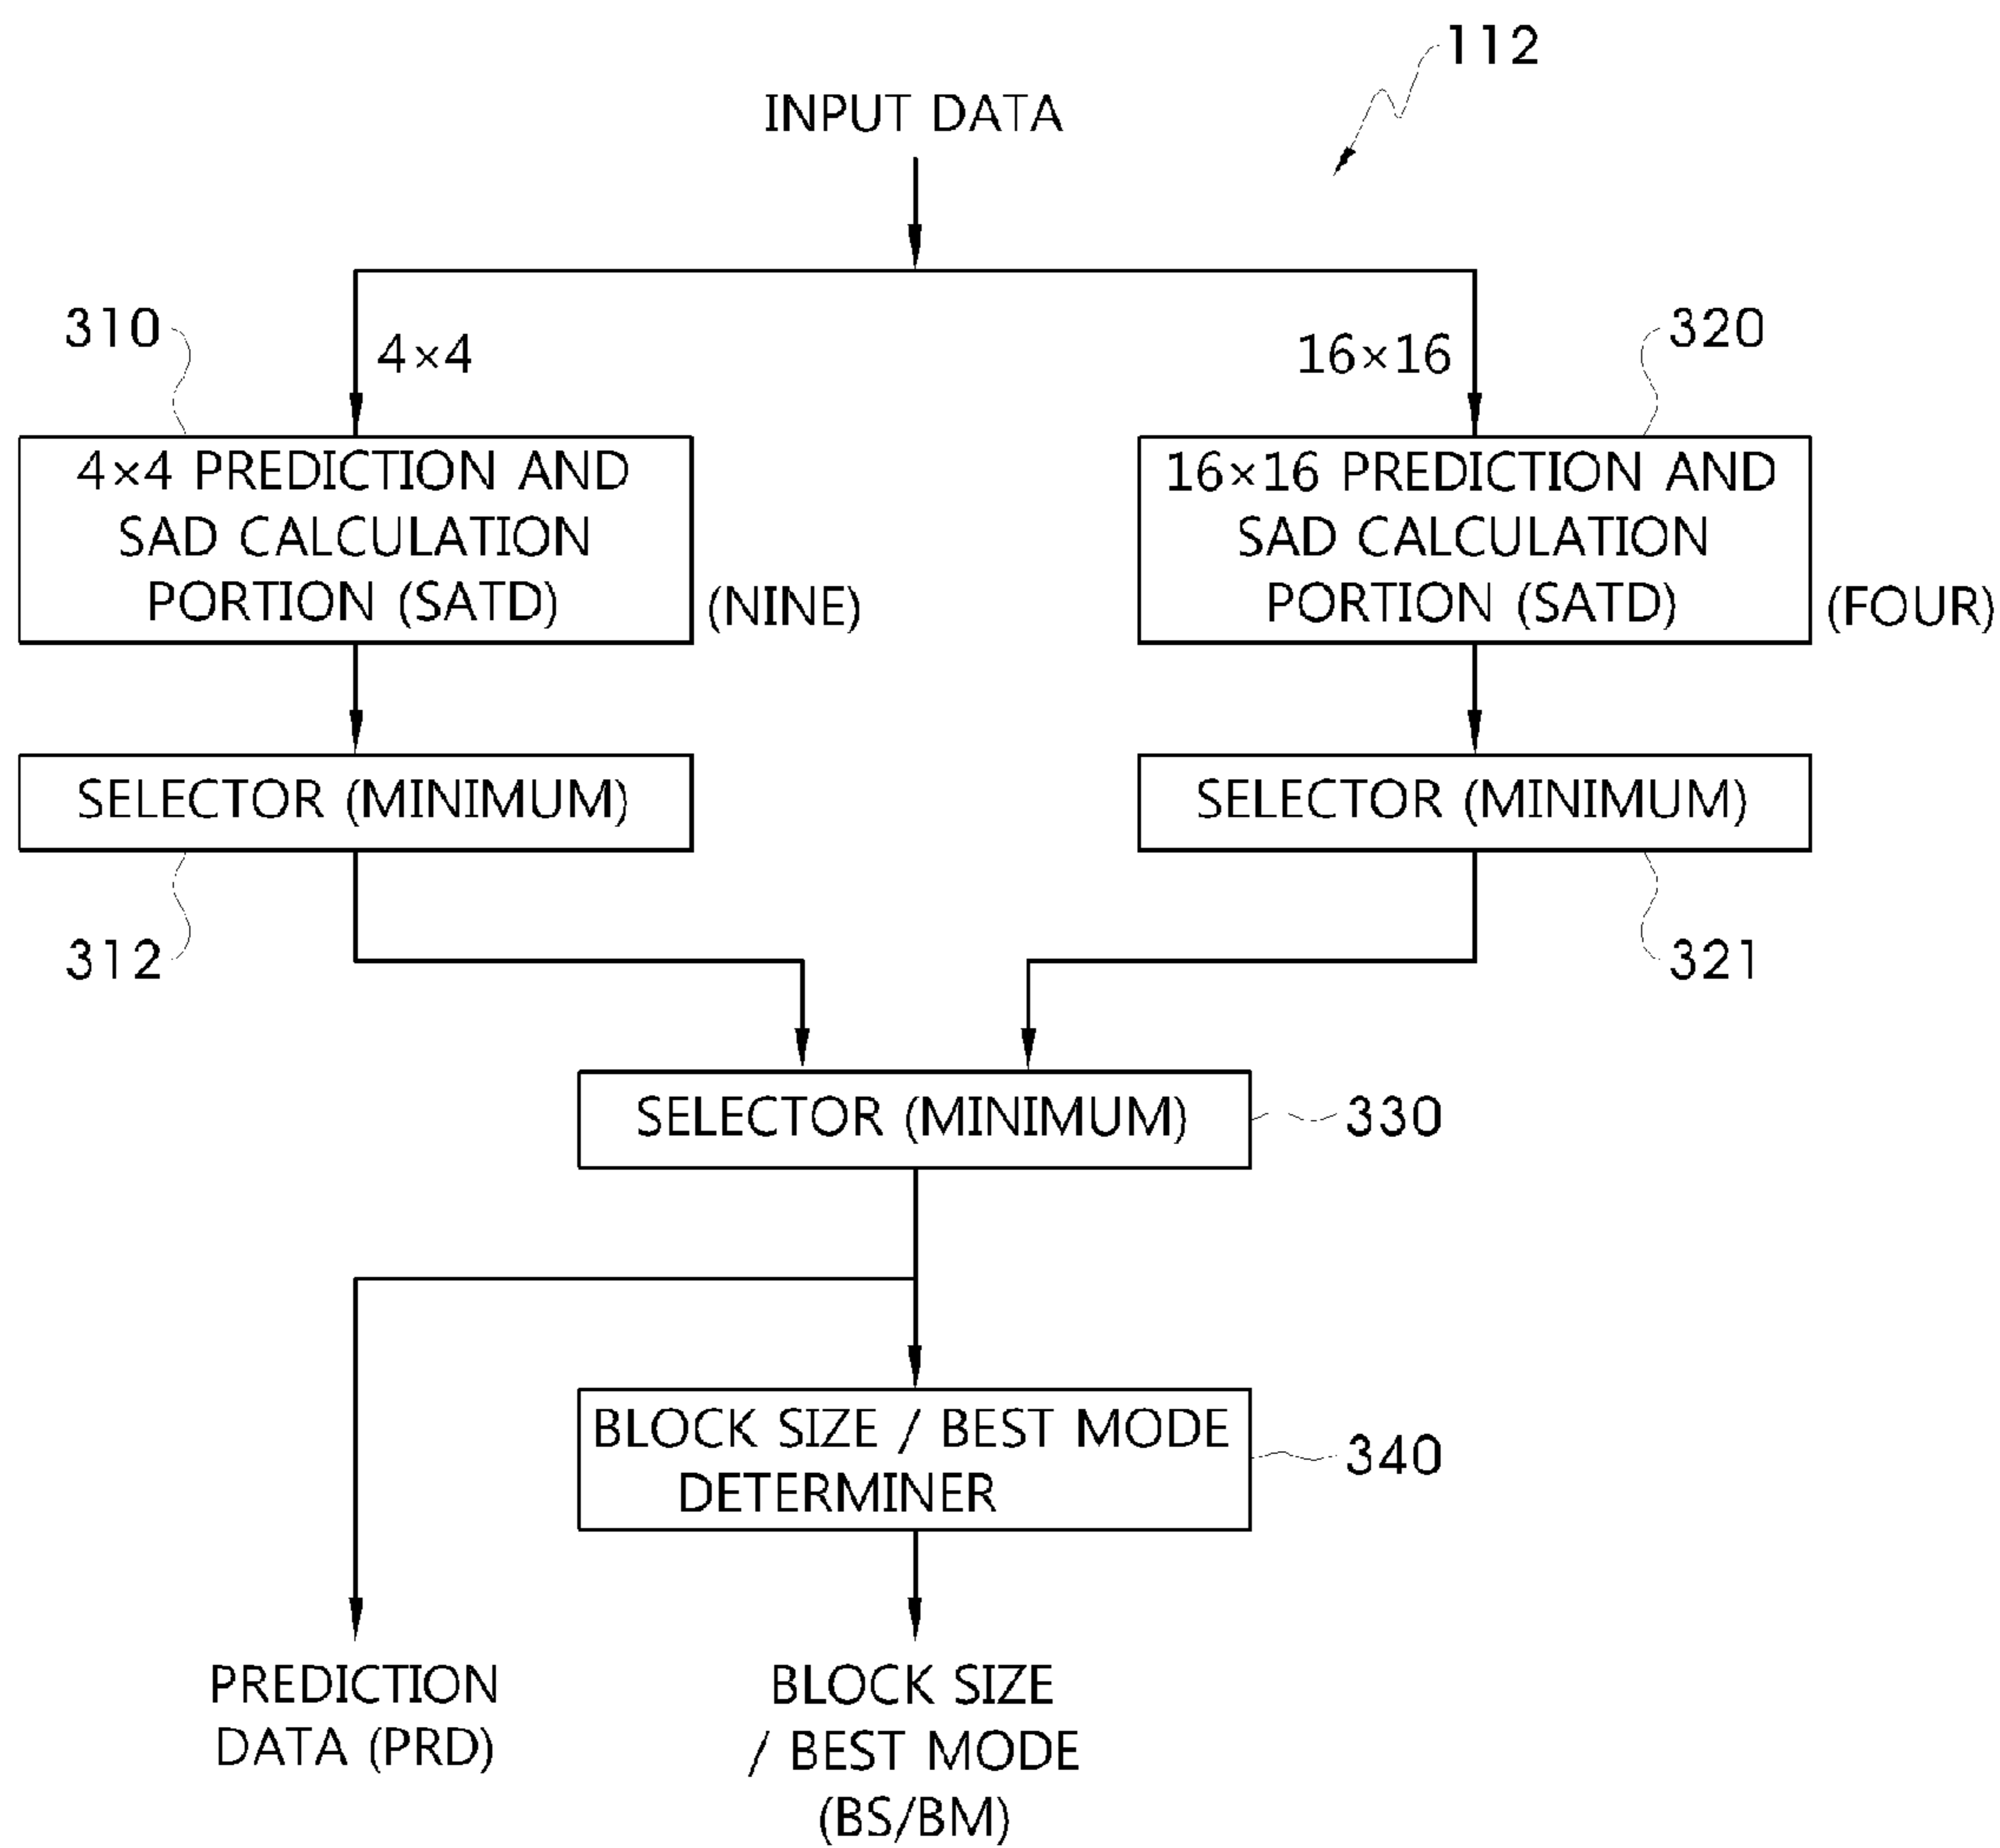 112
INPUT DATA
310
4×4
16×16
320
4×4 PREDICTION AND
SAD CALCULATION
PORTION (SATD)
(NINE)
16×16 PREDICTION AND
SAD CALCULATION
PORTION (SATD)
(FOUR)
SELECTOR (MINIMUM)
SELECTOR (MINIMUM)
312
321
SELECTOR (MINIMUM)
330
BLOCK SIZE / BEST MODE
DETERMINER
340
PREDICTION
DATA (PRD)
BLOCK SIZE
/ BEST MODE
(BS/BM)